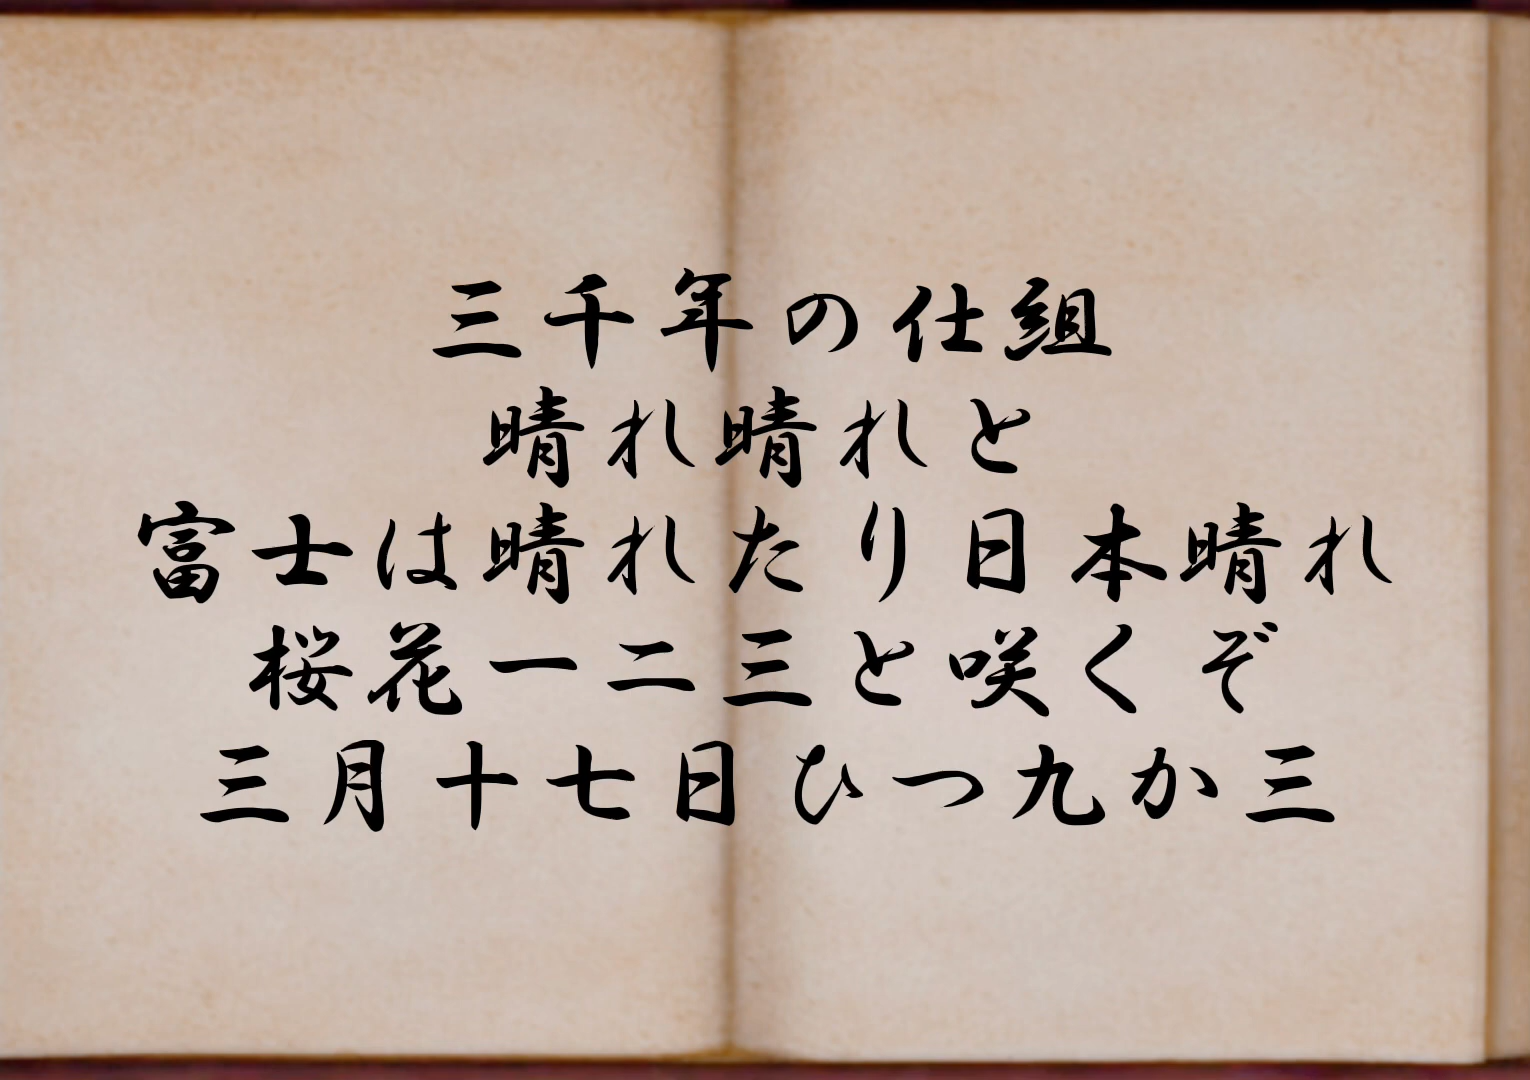 三千年の仕組
晴れ晴れと
富士は晴れたり日本晴れ
桜花一二三と咲くぞ
三月十七日ひつ九か三